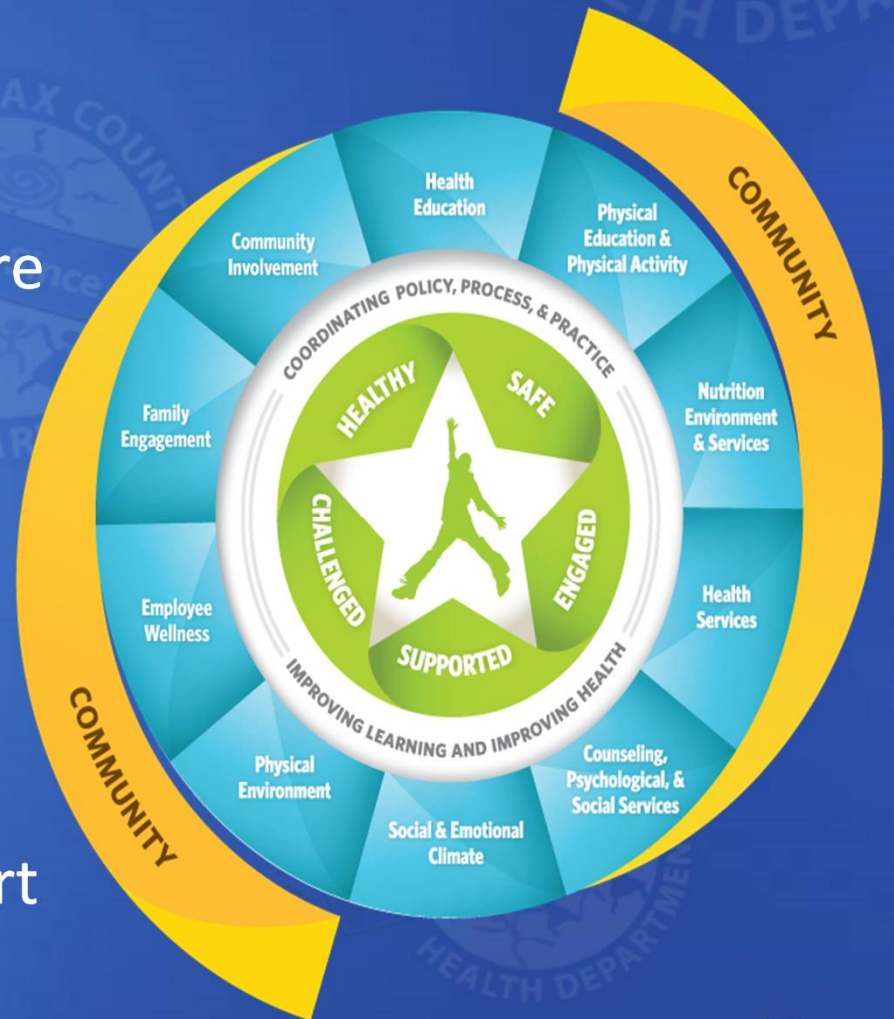 COMMUNITY
Health
Education
Physical
Education &
Physical Activity
Nutrition
Environment
& Services
Health
Services
Counseling,
Psychological, &
Social Services
Social & Emotional
Climate
Physical
Environment
Employee
Wellness
Family
Engagement
Community
Involvement
COORDINATING POLICY, PROCESS, & PRACTICE
IMPROVING LEARNING AND IMPROVING HEALTH
HEALTHY
SAFE
ENGAGED
SUPPORTED
CHALLENGED
COMMUNITY
HEALTH